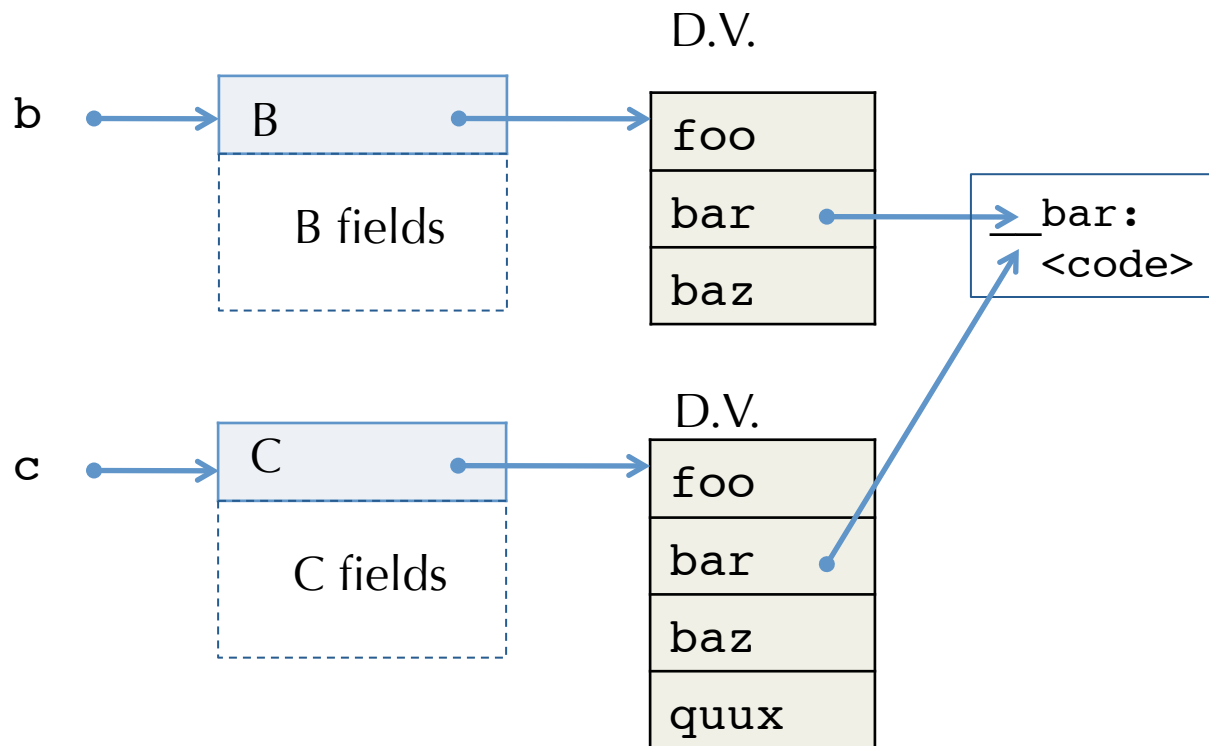 D.V.
b
B
B fields
foo
bar
baz
__bar:
<code>
D.V.
c
C
C fields
foo
bar
baz
quux